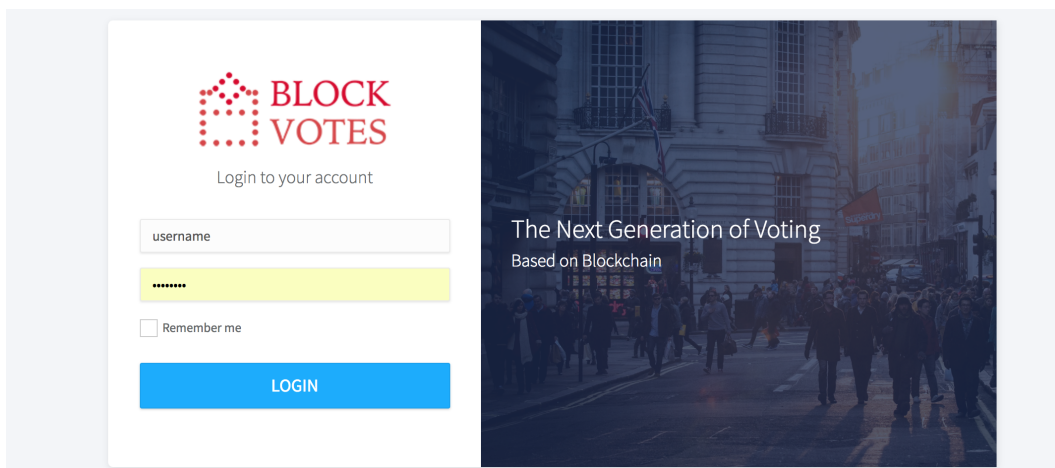 BLOCK
VOTES
Login to your account
username
••••••••
Remember me
LOGIN
The Next Generation of Voting
Based on Blockchain